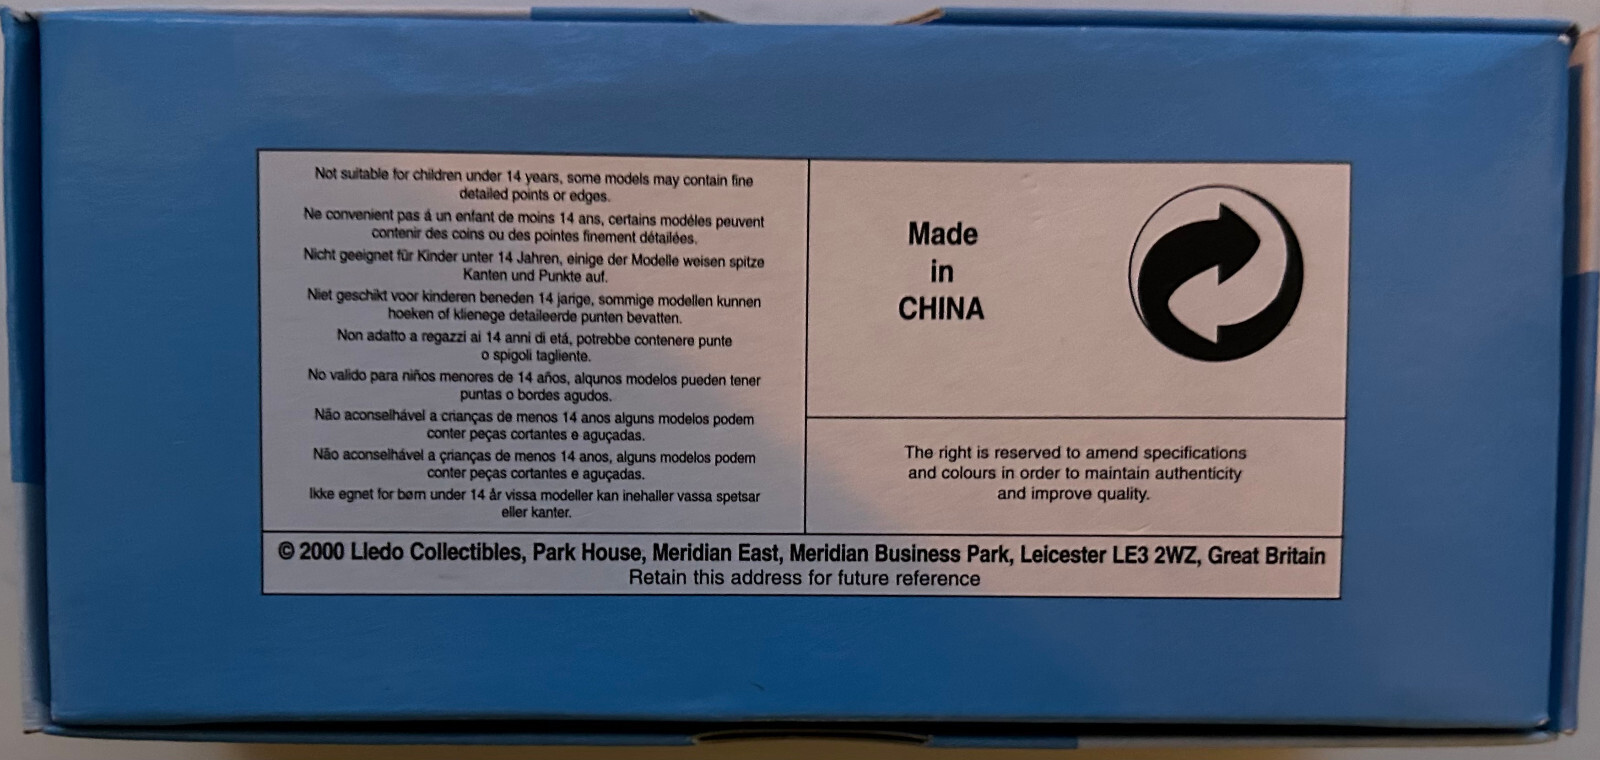 Not suitable for children under 14 years, some models may contain fine
detailed points or edges.
Ne convenient pas á un enfant de moins 14 ans, certains modéles peuvent
contenir des coins ou des pointes finement détailées.
Nicht geeignet für Kinder unter 14 Jahren, einige der Modelle weisen spitze
Kanten und Punkte auf.
Niet geschikt voor kinderen beneden 14 jarige, sommige modellen kunnen
hoeken of klienege detaileerde punten bevatten.
Non adatto a regazzi ai 14 anni di etá, potrebbe contenere punte
o spigoli tagliente.
No valido para niños menores de 14 años, alqunos modelos pueden tener
puntas o bordes agudos.
Não aconselhável a crianças de menos 14 anos alguns modelos podem
conter peças cortantes e aguçadas.
Não aconselhável a çrianças de menos 14 anos, alguns modelos podem
conter peças cortantes e aguçadas.
Ikke egnet for børn under 14 år vissa modeller kan inehaller vassa spetsar
eller kanter.
Made
in
CHINA
The right is reserved to amend specifications
and colours in order to maintain authenticity
and improve quality.
© 2000 Lledo Collectibles, Park House, Meridian East, Meridian Business Park, Leicester LE3 2WZ, Great Britain
Retain this address for future reference